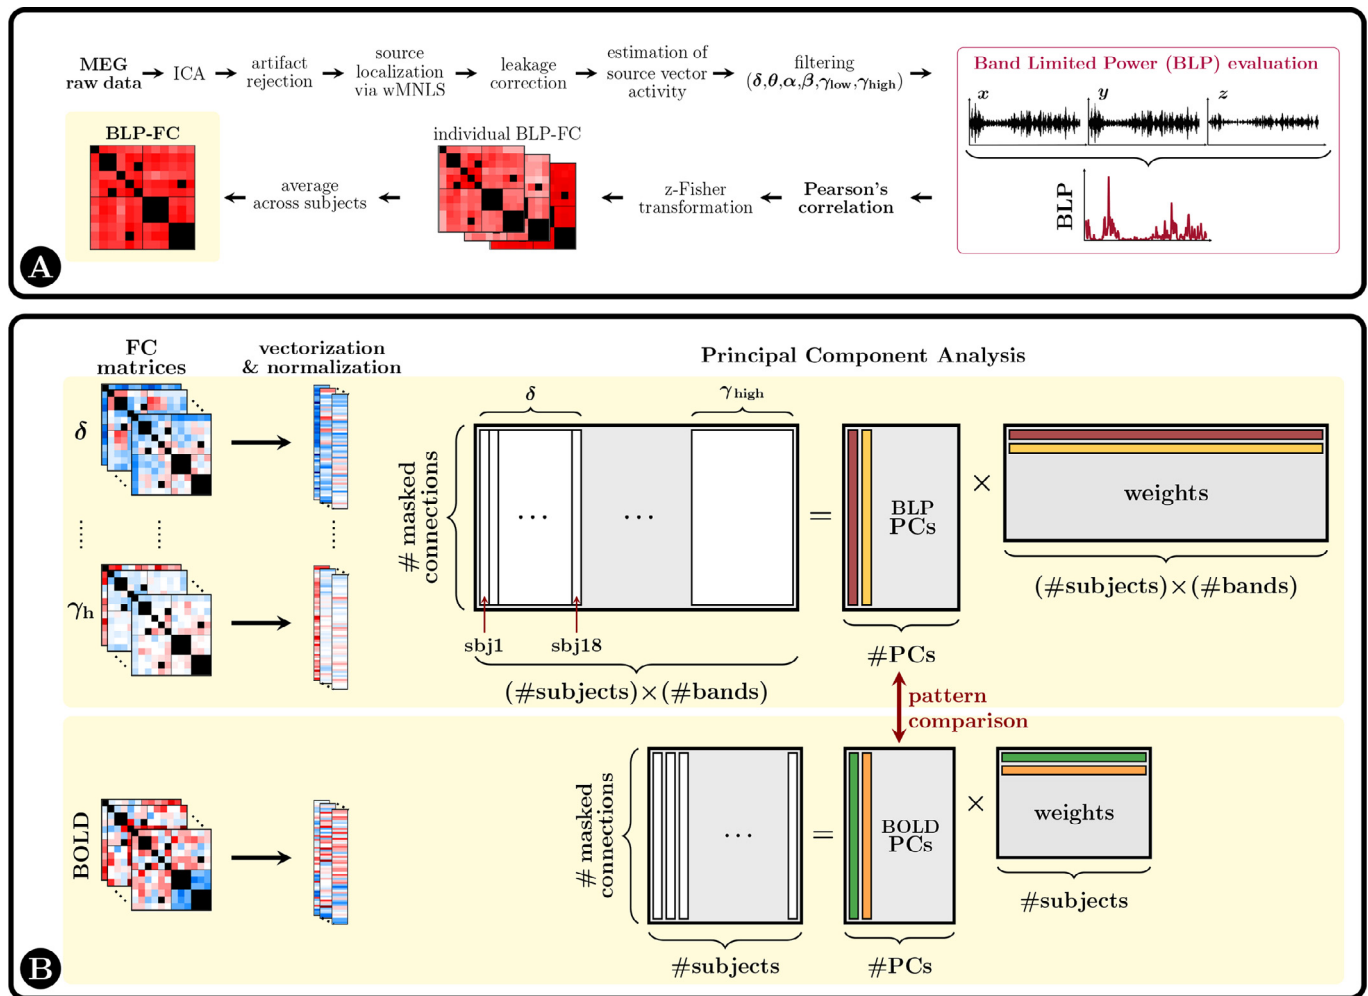 MEG
raw data
ICA
artifact
rejection
source
localization
via wMNLS
leakage
correction
estimation of
source vector
activity
filtering
(δ,θ,α,β,γlow,γhigh)
Band Limited Power (BLP) evaluation
x
y
z
BLP
Pearson's
correlation
z-Fisher
transformation
individual BLP-FC
average
across subjects
BLP-FC
A
FC
matrices
vectorization
& normalization
Principal Component Analysis
δ
γh
δ
γhigh
# masked
connections
...
...
sbj1
sbj18
(#subjects)×(#bands)
=
BLP
PCs
#PCs
×
weights
(#subjects)×(#bands)
pattern
comparison
BOLD
# masked
connections
...
#subjects
=
BOLD
PCs
#PCs
×
weights
#subjects
B